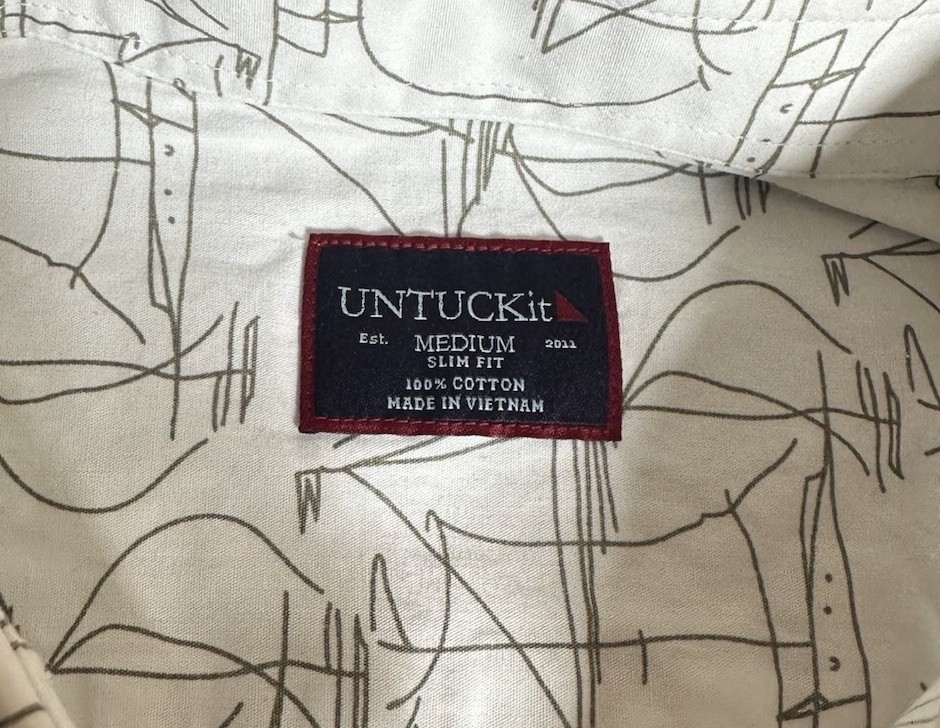 UNTUCKit
Est. MEDIUM 2011
SLIM FIT
100% COTTON
MADE IN VIETNAM